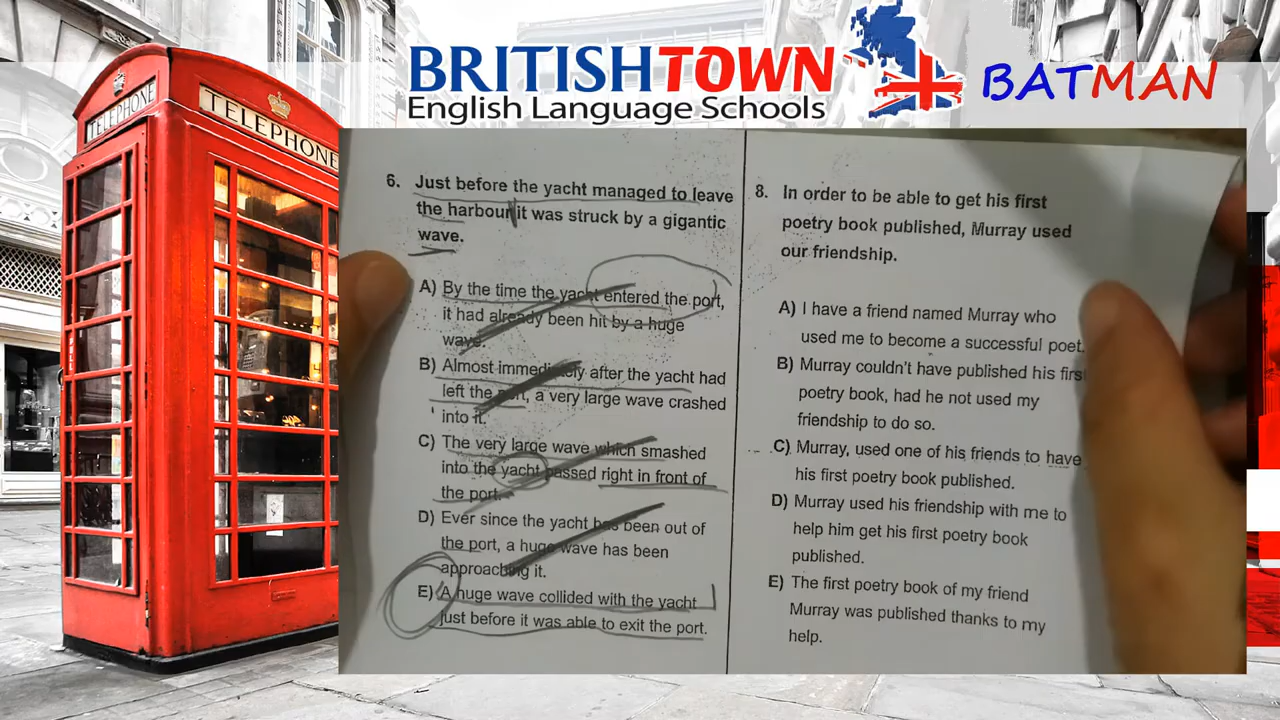 BRITISHTOWN
English Language Schools
BATMAN
TELEPHONE
TELEPHONE
6. Just before the yacht managed to leave
the harbour it was struck by a gigantic
wave.
A) By the time the yacht entered the port,
it had already been hit by a huge
wave.
B) Almost immediately after the yacht had
left the port, a very large wave crashed
into it.
C) The very large wave which smashed
into the yacht passed right in front of
the port.
D) Ever since the yacht has been out of
the port, a huge wave has been
approaching it.
E) A huge wave collided with the yacht
just before it was able to exit the port.
8. In order to be able to get his first
poetry book published, Murray used
our friendship.
A) I have a friend named Murray who
used me to become a successful poet.
B) Murray couldn't have published his first
poetry book, had he not used my
friendship to do so.
C) Murray, used one of his friends to have
his first poetry book published.
D) Murray used his friendship with me to
help him get his first poetry book
published.
E) The first poetry book of my friend
Murray was published thanks to my
help.